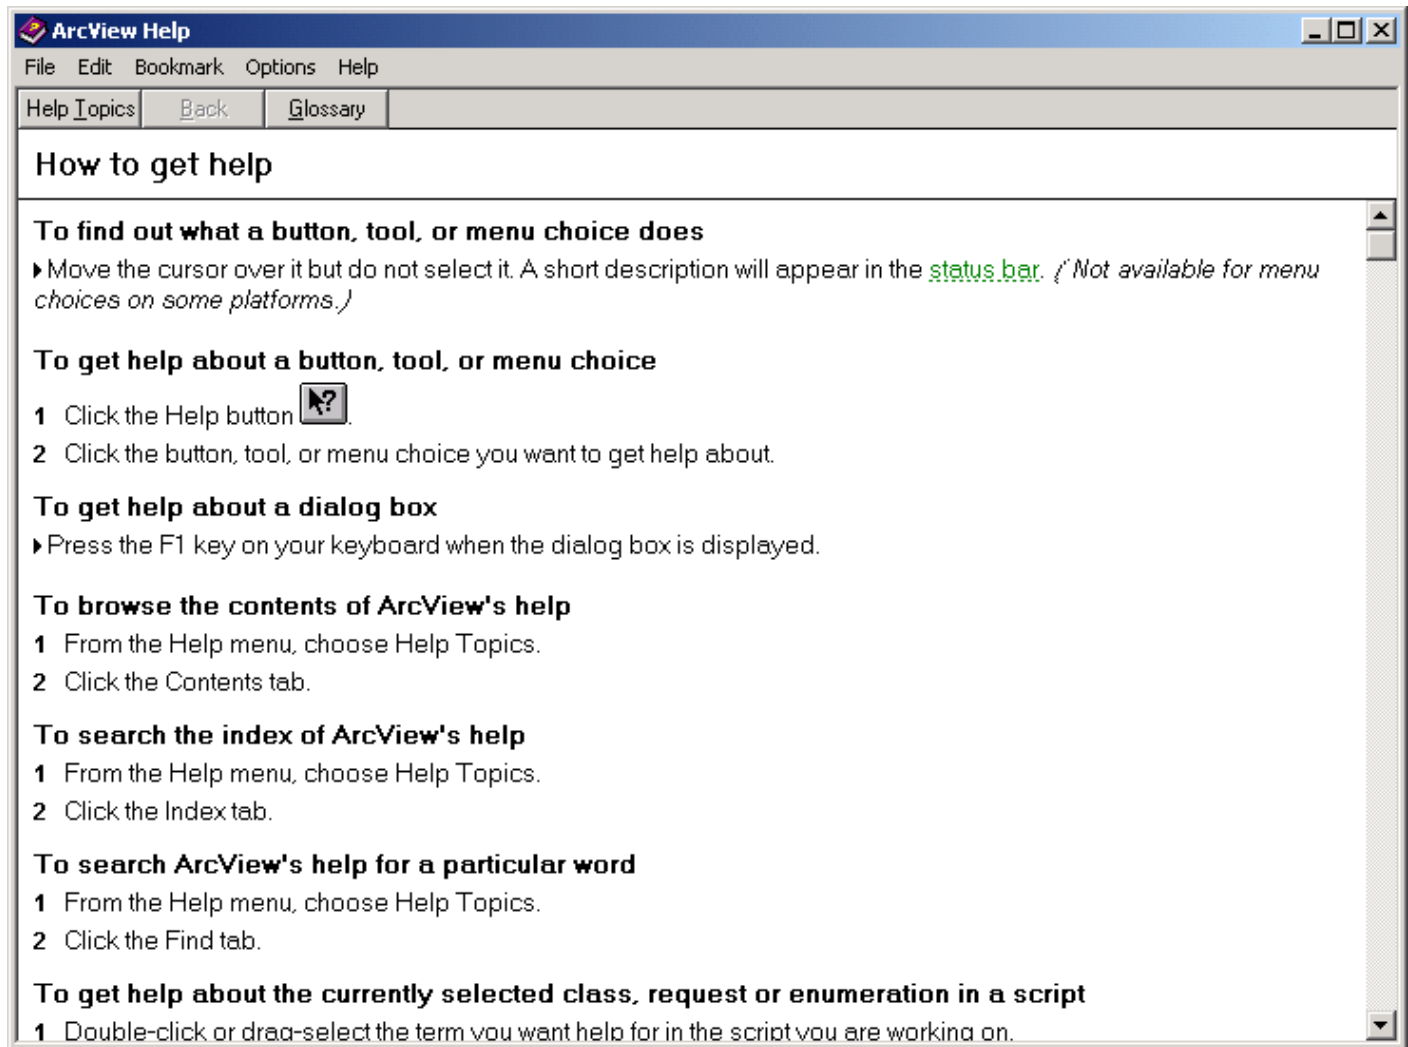 ArcView Help
File Edit Bookmark Options Help
Help Topics Back Glossary
How to get help
To find out what a button, tool, or menu choice does
Move the cursor over it but do not select it. A short description will appear in the status bar. (Not available for menu
choices on some platforms.)
To get help about a button, tool, or menu choice
1 Click the Help button ?.
2 Click the button, tool, or menu choice you want to get help about.
To get help about a dialog box
Press the F1 key on your keyboard when the dialog box is displayed.
To browse the contents of ArcView's help
1 From the Help menu, choose Help Topics.
2 Click the Contents tab.
To search the index of ArcView's help
1 From the Help menu, choose Help Topics.
2 Click the Index tab.
To search ArcView's help for a particular word
1 From the Help menu, choose Help Topics.
2 Click the Find tab.
To get help about the currently selected class, request or enumeration in a script
1 Double-click or drag-select the term you want help for in the script you are working on.